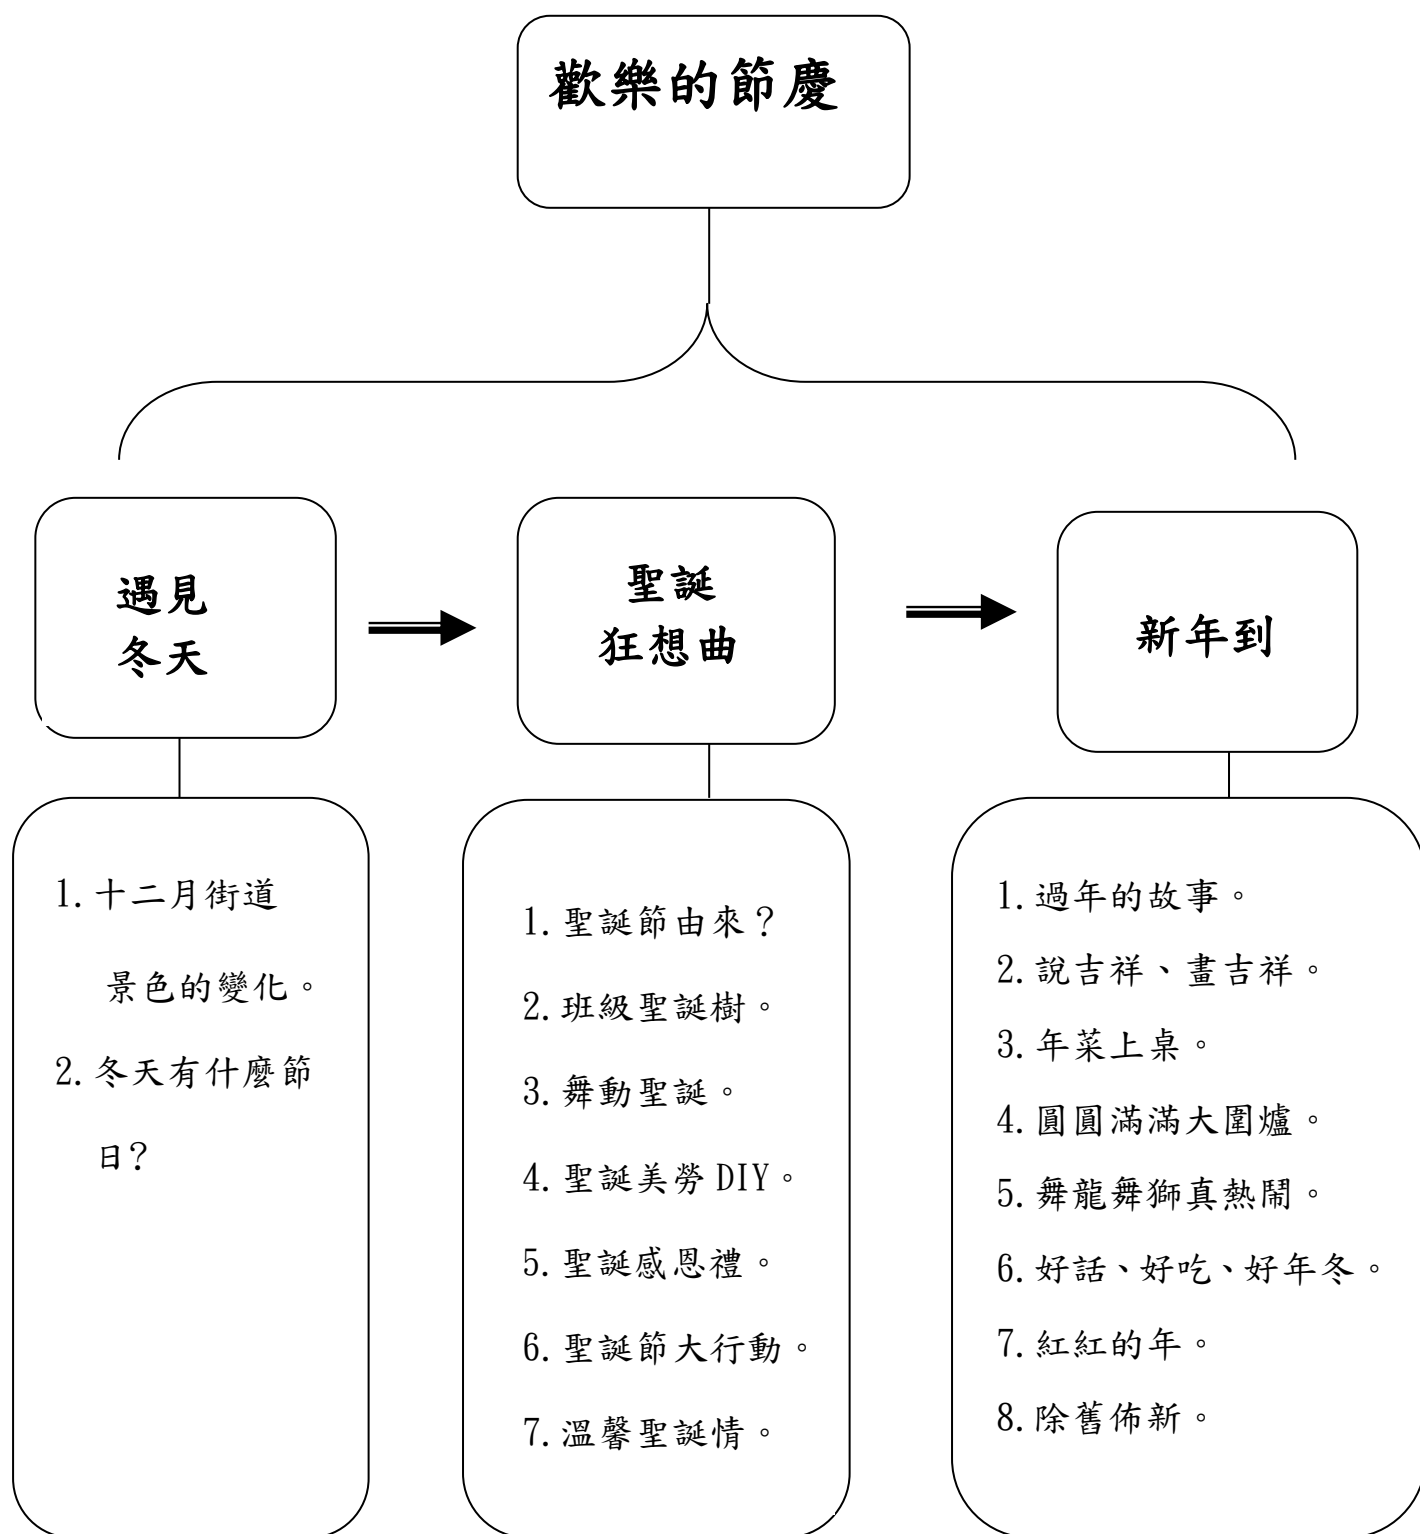 歡樂的節慶
遇見
冬天
聖誕
狂想曲
新年到
1.十二月街道
景色的變化。
2.冬天有什麼節
日?
1.聖誕節由來？
2.班級聖誕樹。
3.舞動聖誕。
4.聖誕美勞 DIY。
5.聖誕感恩禮。
6.聖誕節大行動。
7.溫馨聖誕情。
1.過年的故事。
2.說吉祥、畫吉祥。
3.年菜上桌。
4.圓圓滿滿大圍爐。
5.舞龍舞獅真熱鬧。
6.好話、好吃、好年冬。
7.紅紅的年。
8.除舊佈新。